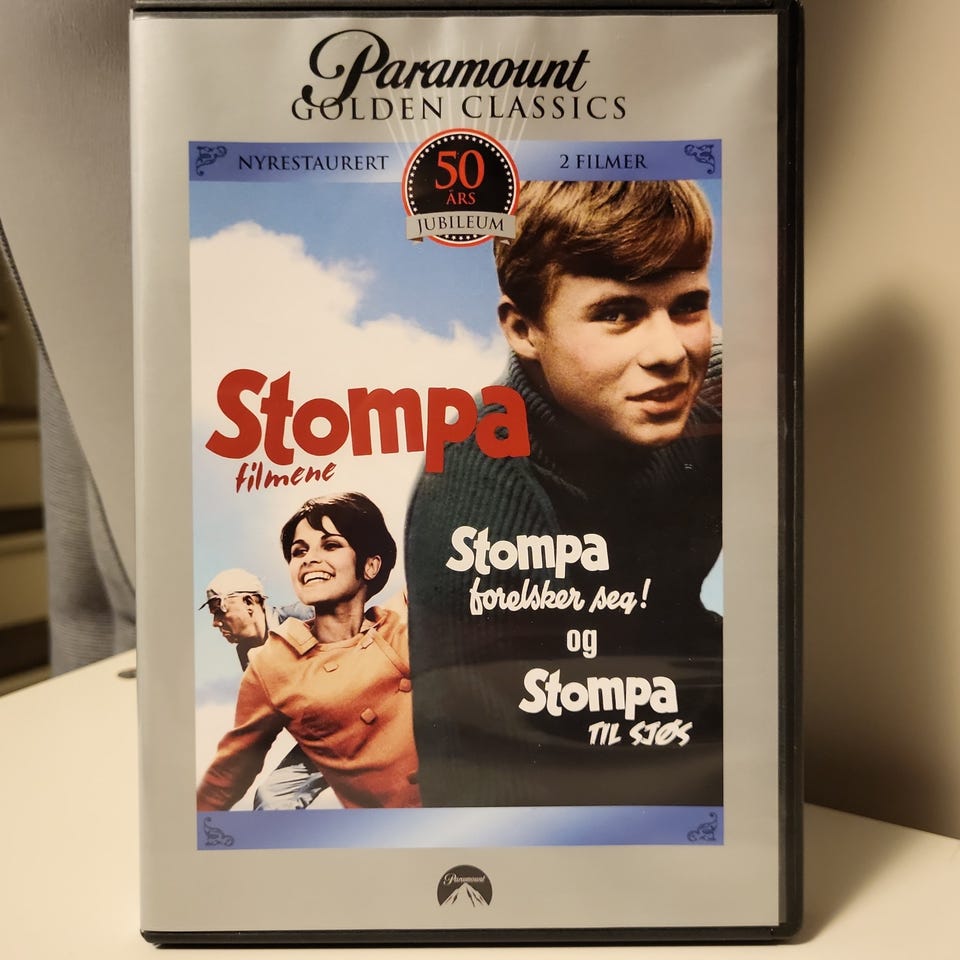 Paramount
GOLDEN CLASSICS
NYRESTAURERT
50
ÅRS
JUBILEUM
2 FILMER
Stompa
filmene
Stompa
forelsker seg!
og
Stompa
TIL SJØS
Paramount